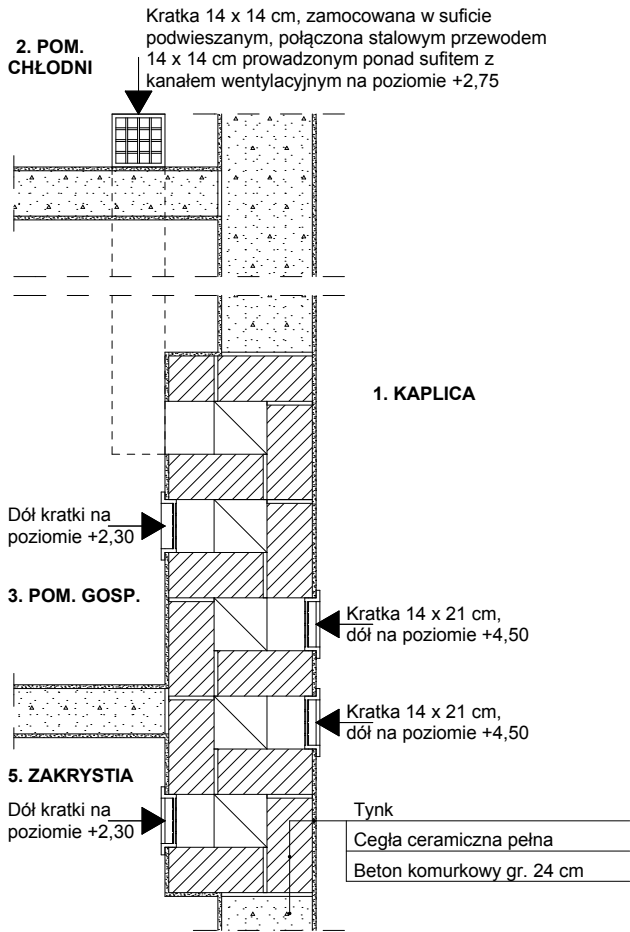 Kratka 14 x 14 cm, zamocowana w suficie
podwieszanym, połączona stalowym przewodem
14 x 14 cm prowadzonym ponad sufitem z
kanałem wentylacyjnym na poziomie +2,75
2. POM.
CHŁODNI
1. KAPLICA
Dół kratki na
poziomie +2,30
3. POM. GOSP.
Kratka 14 x 21 cm,
dół na poziomie +4,50
Kratka 14 x 21 cm,
dół na poziomie +4,50
5. ZAKRYSTIA
Dół kratki na
poziomie +2,30
Tynk
Cegła ceramiczna pełna
Beton komurkowy gr. 24 cm